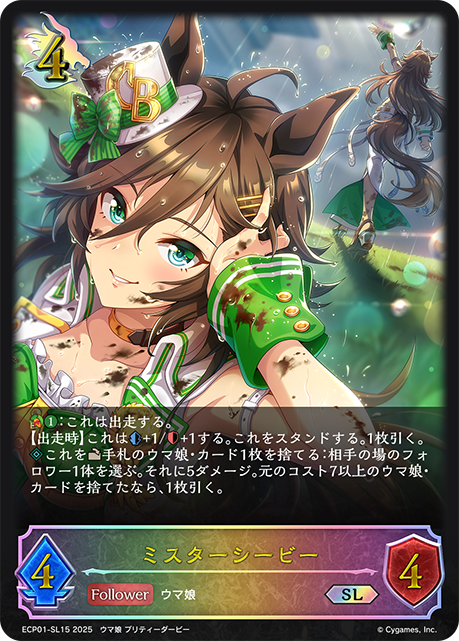 4
CB
1:これは出走する。
【出走時】これは+1/+1する。これをスタンドする。1枚引く。
これを 手札のウマ娘・カード1枚を捨てる:相手の場のフォ
ロワー1体を選ぶ。それに5ダメージ。元のコスト7以上のウマ娘・
カードを捨てたなら、1枚引く。
ミスターシービー
4
Follower ウマ娘
SL
4
ECP01-SL15 2025 ウマ娘 プリティーダービー
© Cygames, Inc.